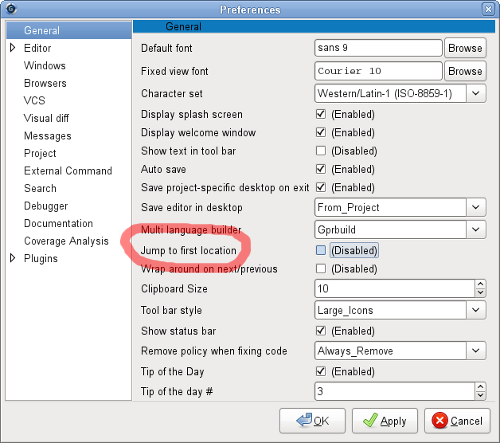 Preferences
General
Editor
Windows
Browsers
VCS
Visual diff
Messages
Project
External Command
Search
Debugger
Documentation
Coverage Analysis
Plugins
General
Default font sans 9 Browse
Fixed view font Courier 10 Browse
Character set Western/Latin-1 (ISO-8859-1)
Display splash screen (Enabled)
Display welcome window (Enabled)
Show text in tool bar (Disabled)
Auto save (Enabled)
Save project-specific desktop on exit (Enabled)
Save editor in desktop From_Project
Multi language builder Gprbuild
Jump to first location (Disabled)
Wrap around on next/previous (Disabled)
Clipboard Size 10
Tool bar style Large_Icons
Show status bar (Enabled)
Remove policy when fixing code Always_Remove
Tip of the Day (Enabled)
Tip of the day # 3
OK Apply Cancel